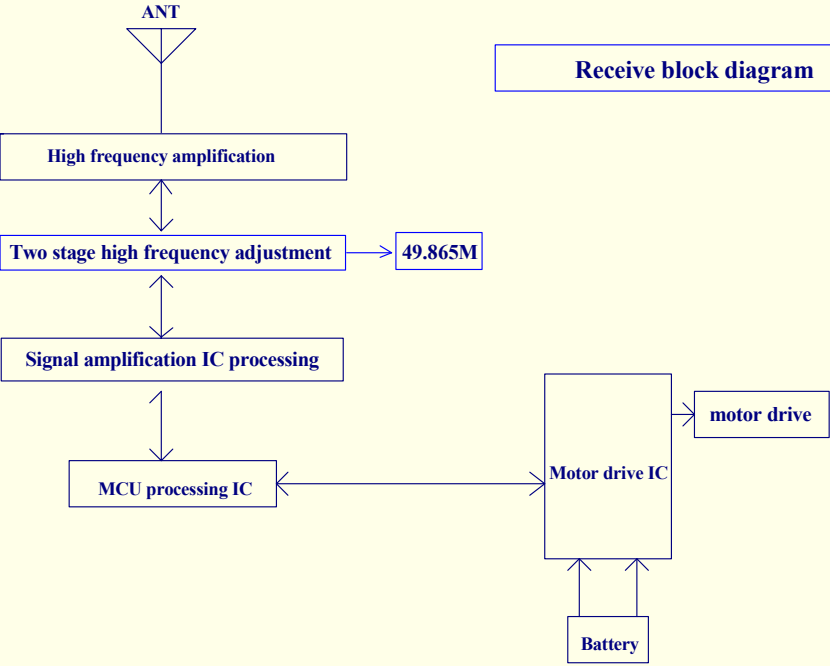 ANT
Receive block diagram
High frequency amplification
Two stage high frequency adjustment
49.865M
Signal amplification IC processing
motor drive
Motor drive IC
MCU processing IC
Battery